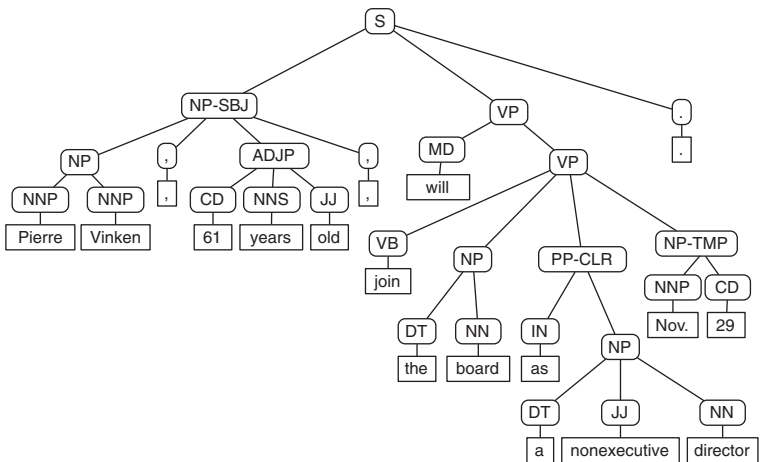 S
NP-SBJ VP .
NP , ADJP , MD VP .
NNP NNP , CD NNS JJ , will
Pierre Vinken 61 years old VB NP PP-CLR NP-TMP
join NNP CD
DT NN IN Nov. 29
the board as NP
DT JJ NN
a nonexecutive director